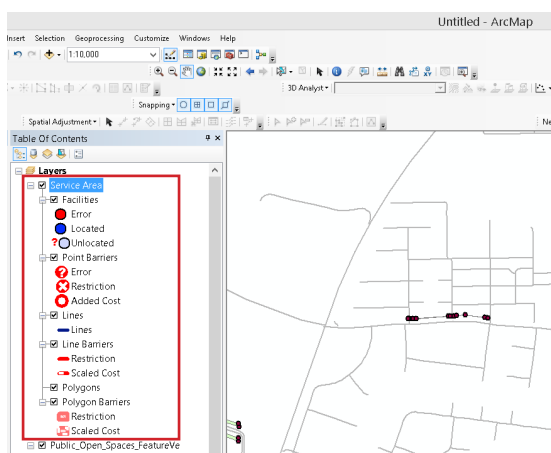 Untitled - ArcMap
nsert Selection Geoprocessing Customize Windows Help
1:10,000
3D Analyst
Snapping
Spatial Adjustment
Ne
Table Of Contents
Layers
Service Area
Facilities
Error
Located
Unlocated
Point Barriers
Error
Restriction
Added Cost
Lines
Lines
Line Barriers
Restriction
Scaled Cost
Polygons
Polygon Barriers
Restriction
Scaled Cost
Public_Open_Spaces_FeatureVe